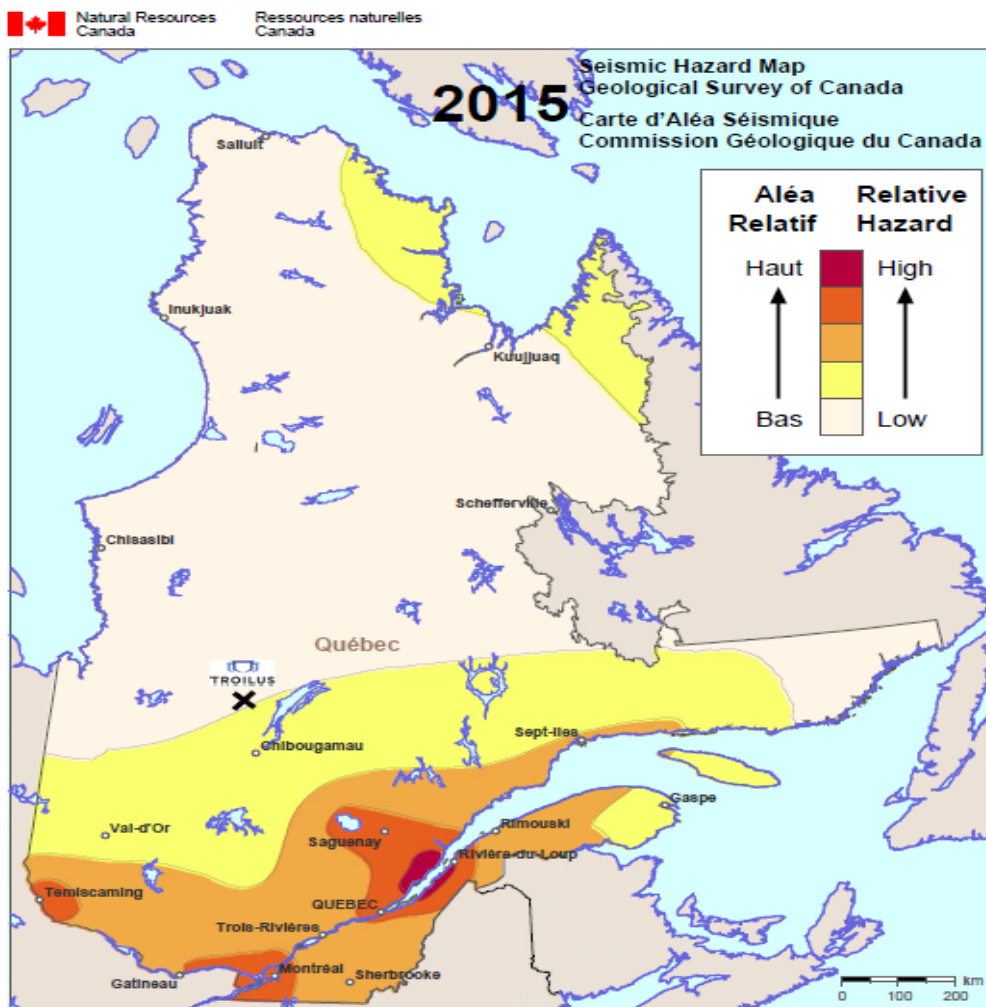 Natural Resources
Canada
Ressources naturelles
Canada
2015
Seismic Hazard Map
Geological Survey of Canada
Carte d'Aléa Séismique
Commission Géologique du Canada
Aléa
Relatif
Relative
Hazard
Haut
High
Bas
Low
Salluit
Inukjuak
Kuujjuaq
Schefferville
Chisasibi
Québec
TROILUS
Chibougamau
Sept-Iles
Gaspe
Val-d'Or
Saguenay
Rimouski
Rivière-du-Loup
Temiscaming
QUEBEC
Trois-Rivières
Gatineau
Montréal
Sherbrooke
km
0 100 200